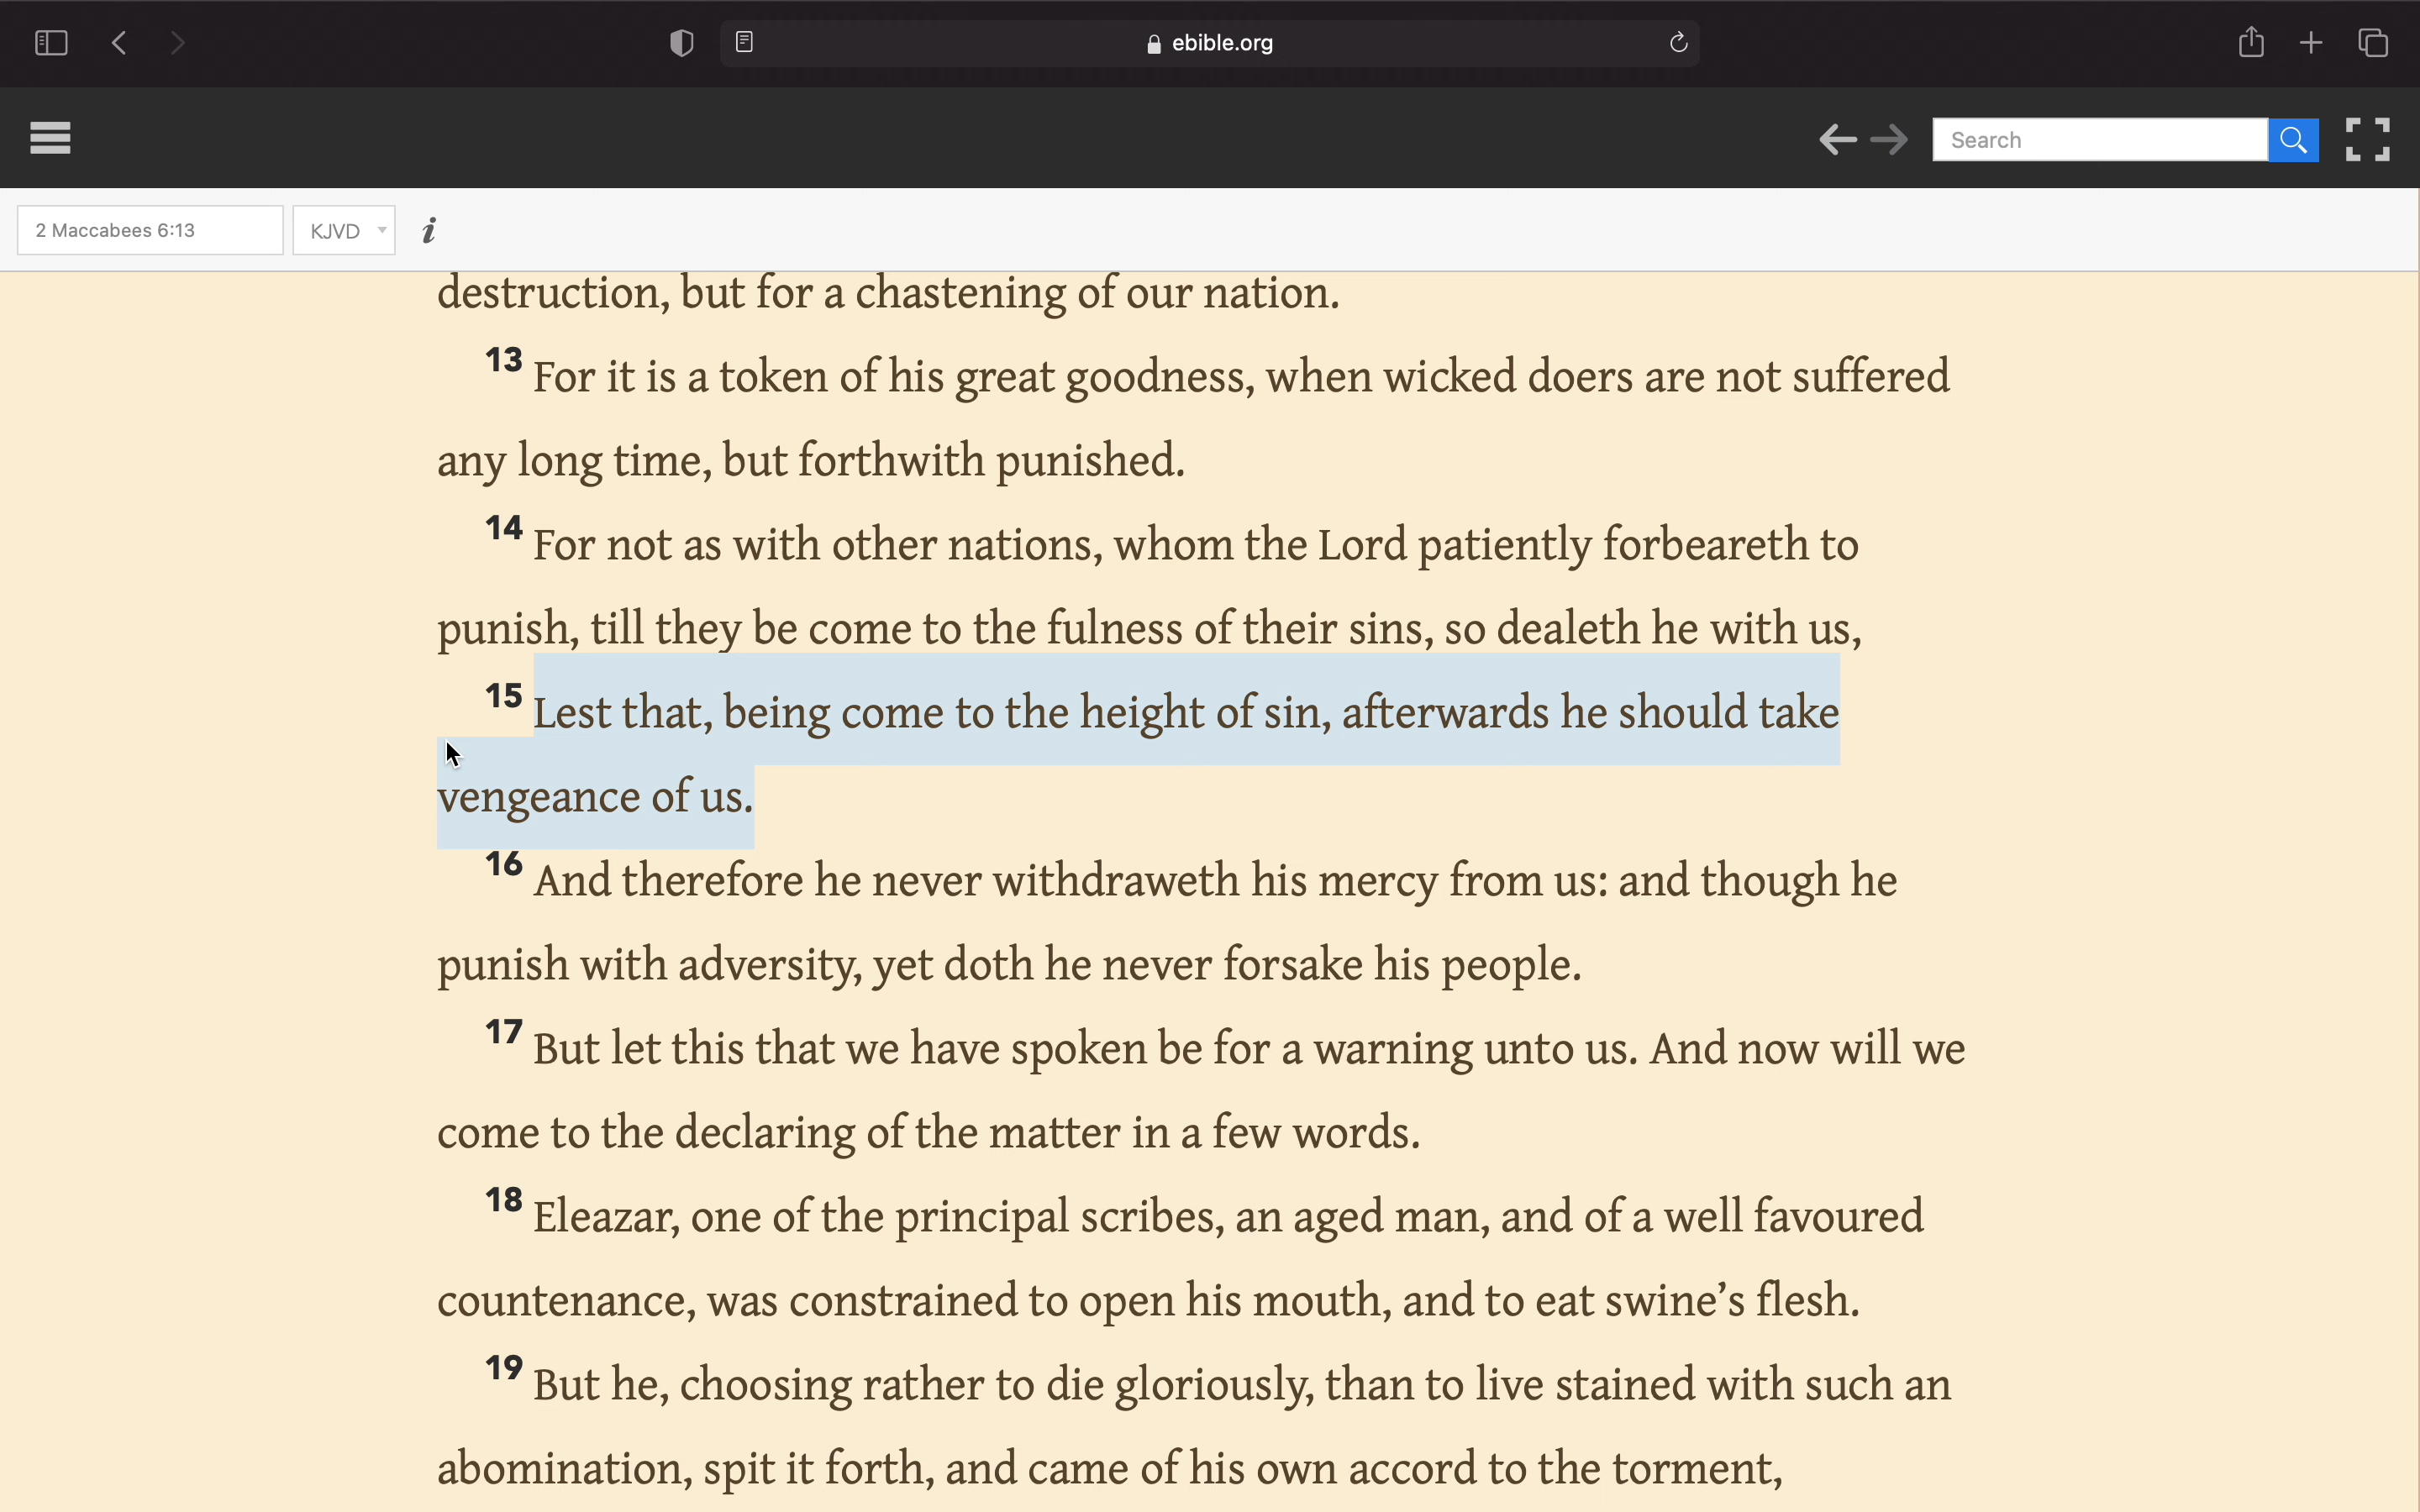 ebible.org
Search
2 Maccabees 6:13
KJVD
i
destruction, but for a chastening of our nation.
13 For it is a token of his great goodness, when wicked doers are not suffered
any long time, but forthwith punished.
14 For not as with other nations, whom the Lord patiently forbeareth to
punish, till they be come to the fulness of their sins, so dealeth he with us,
15 Lest that, being come to the height of sin, afterwards he should take
vengeance of us.
16 And therefore he never withdraweth his mercy from us: and though he
punish with adversity, yet doth he never forsake his people.
17 But let this that we have spoken be for a warning unto us. And now will we
come to the declaring of the matter in a few words.
18 Eleazar, one of the principal scribes, an aged man, and of a well favoured
countenance, was constrained to open his mouth, and to eat swine’s flesh.
19 But he, choosing rather to die gloriously, than to live stained with such an
abomination, spit it forth, and came of his own accord to the torment,